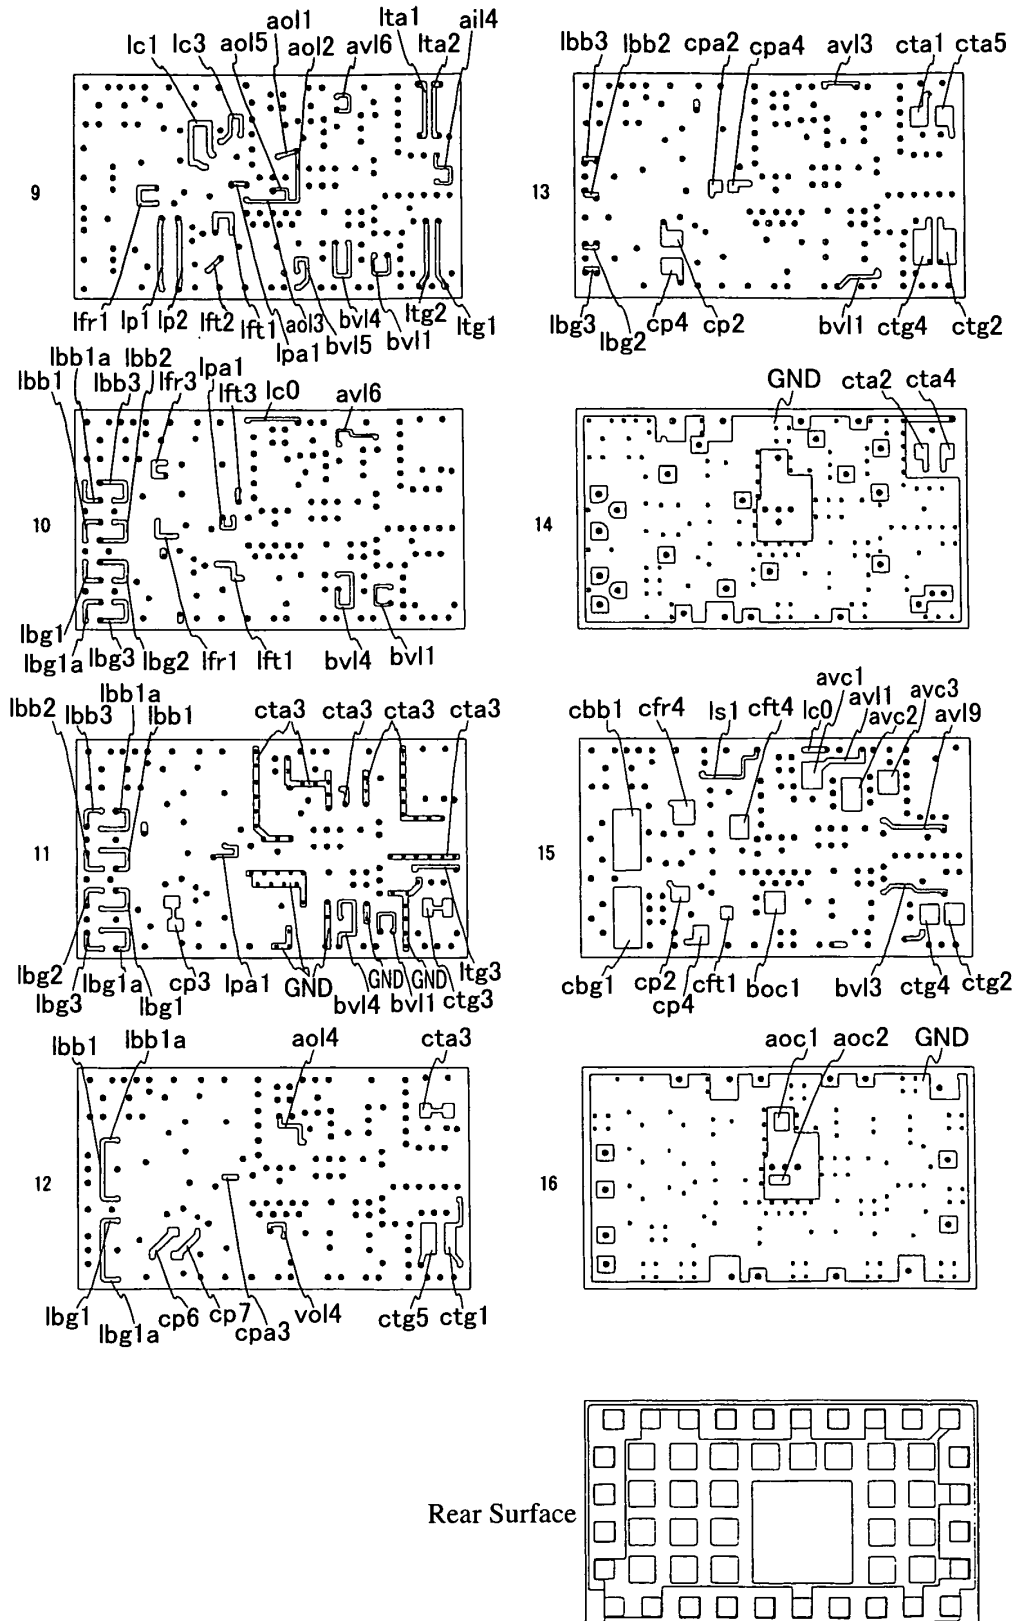 lc1 lc3 aol5 aol1 aol2 avl6 lta1 lta2 ail4
9
lfr1 lp1 lp2 lft2 lft1 lpa1 aol3 bvl5 bvl4 bvl1 ltg2 ltg1
lbb3 lbb2 cpa2 cpa4 avl3 cta1 cta5
13
lbg3 lbg2 cp4 cp2 bvl1 ctg4 ctg2
lbb1 lbb1a lbb3 lbb2 lfr3 lpa1 lft3 lc0 avl6
10
lbg1 lbg1a lbg3 lbg2 lfr1 lft1 bvl4 bvl1
GND cta2 cta4
14
lbb2 lbb3 lbb1a lbb1 cta3 cta3 cta3 cta3
11
lbg2 lbg3 lbg1a lbg1 cp3 lpa1 GND bvl4 GND bvl1 GND ctg3 ltg3
cbb1 cfr4 ls1 cft4 lc0 avc1 avl1 avc2 avc3 avl9
15
cbg1 cp2 cp4 cft1 boc1 bvl3 ctg4 ctg2
lbb1 lbb1a aol4 cta3
12
lbg1 lbg1a cp6 cp7 cpa3 vol4 ctg5 ctg1
aoc1 aoc2 GND
16
Rear Surface